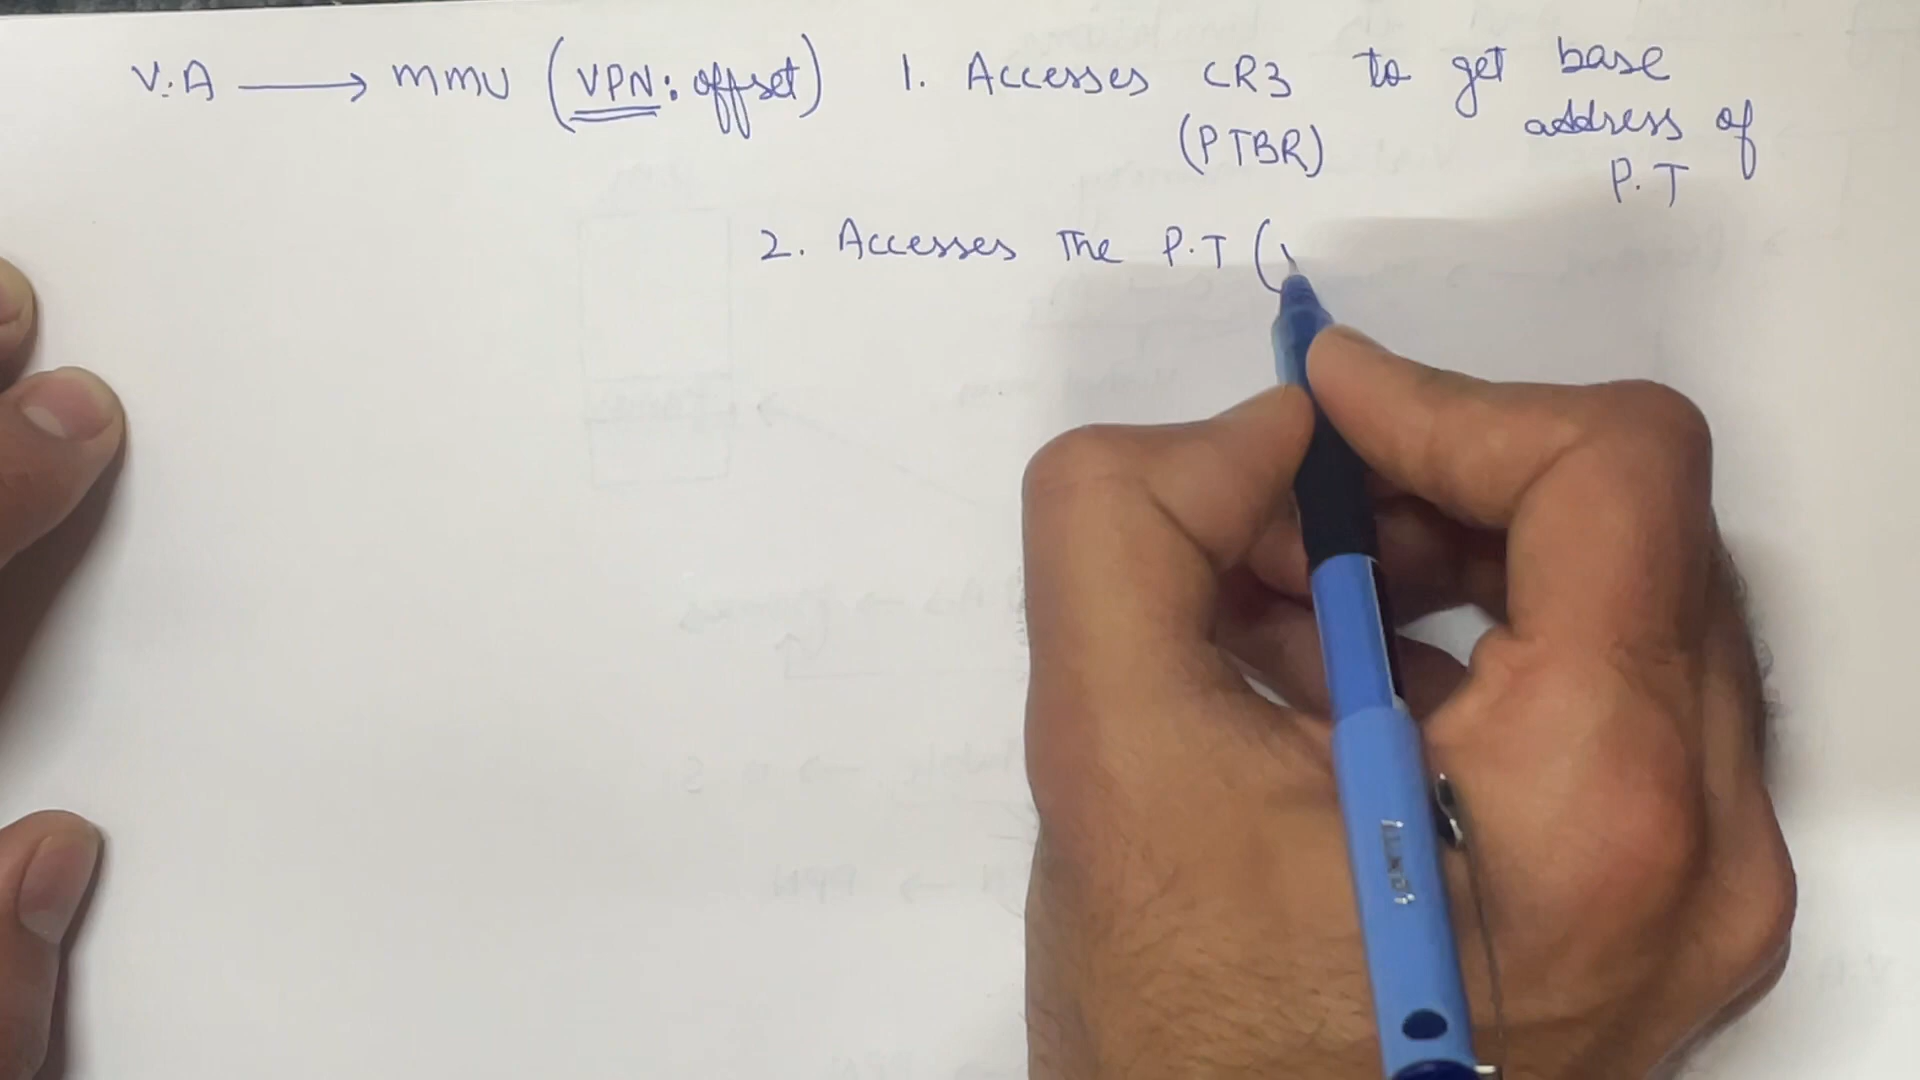 V.A → MMU (VPN: offset) 1. Accesses CR3 to get base
(PTBR) address of
P.T
2. Accesses The P.T (